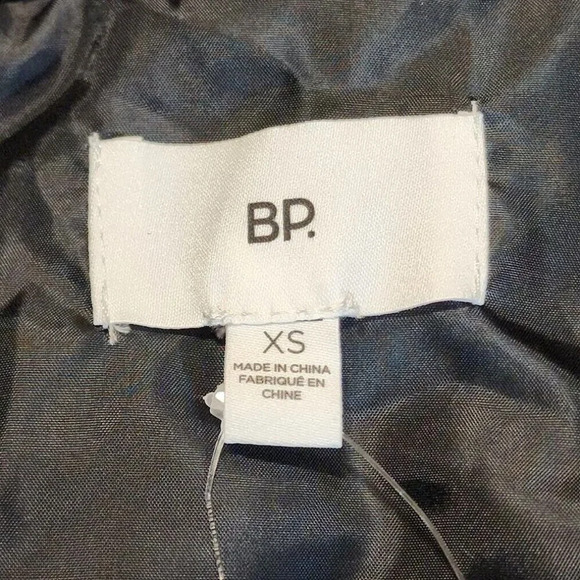 BP.
XS
MADE IN CHINA
FABRIQUÉ EN
CHINE